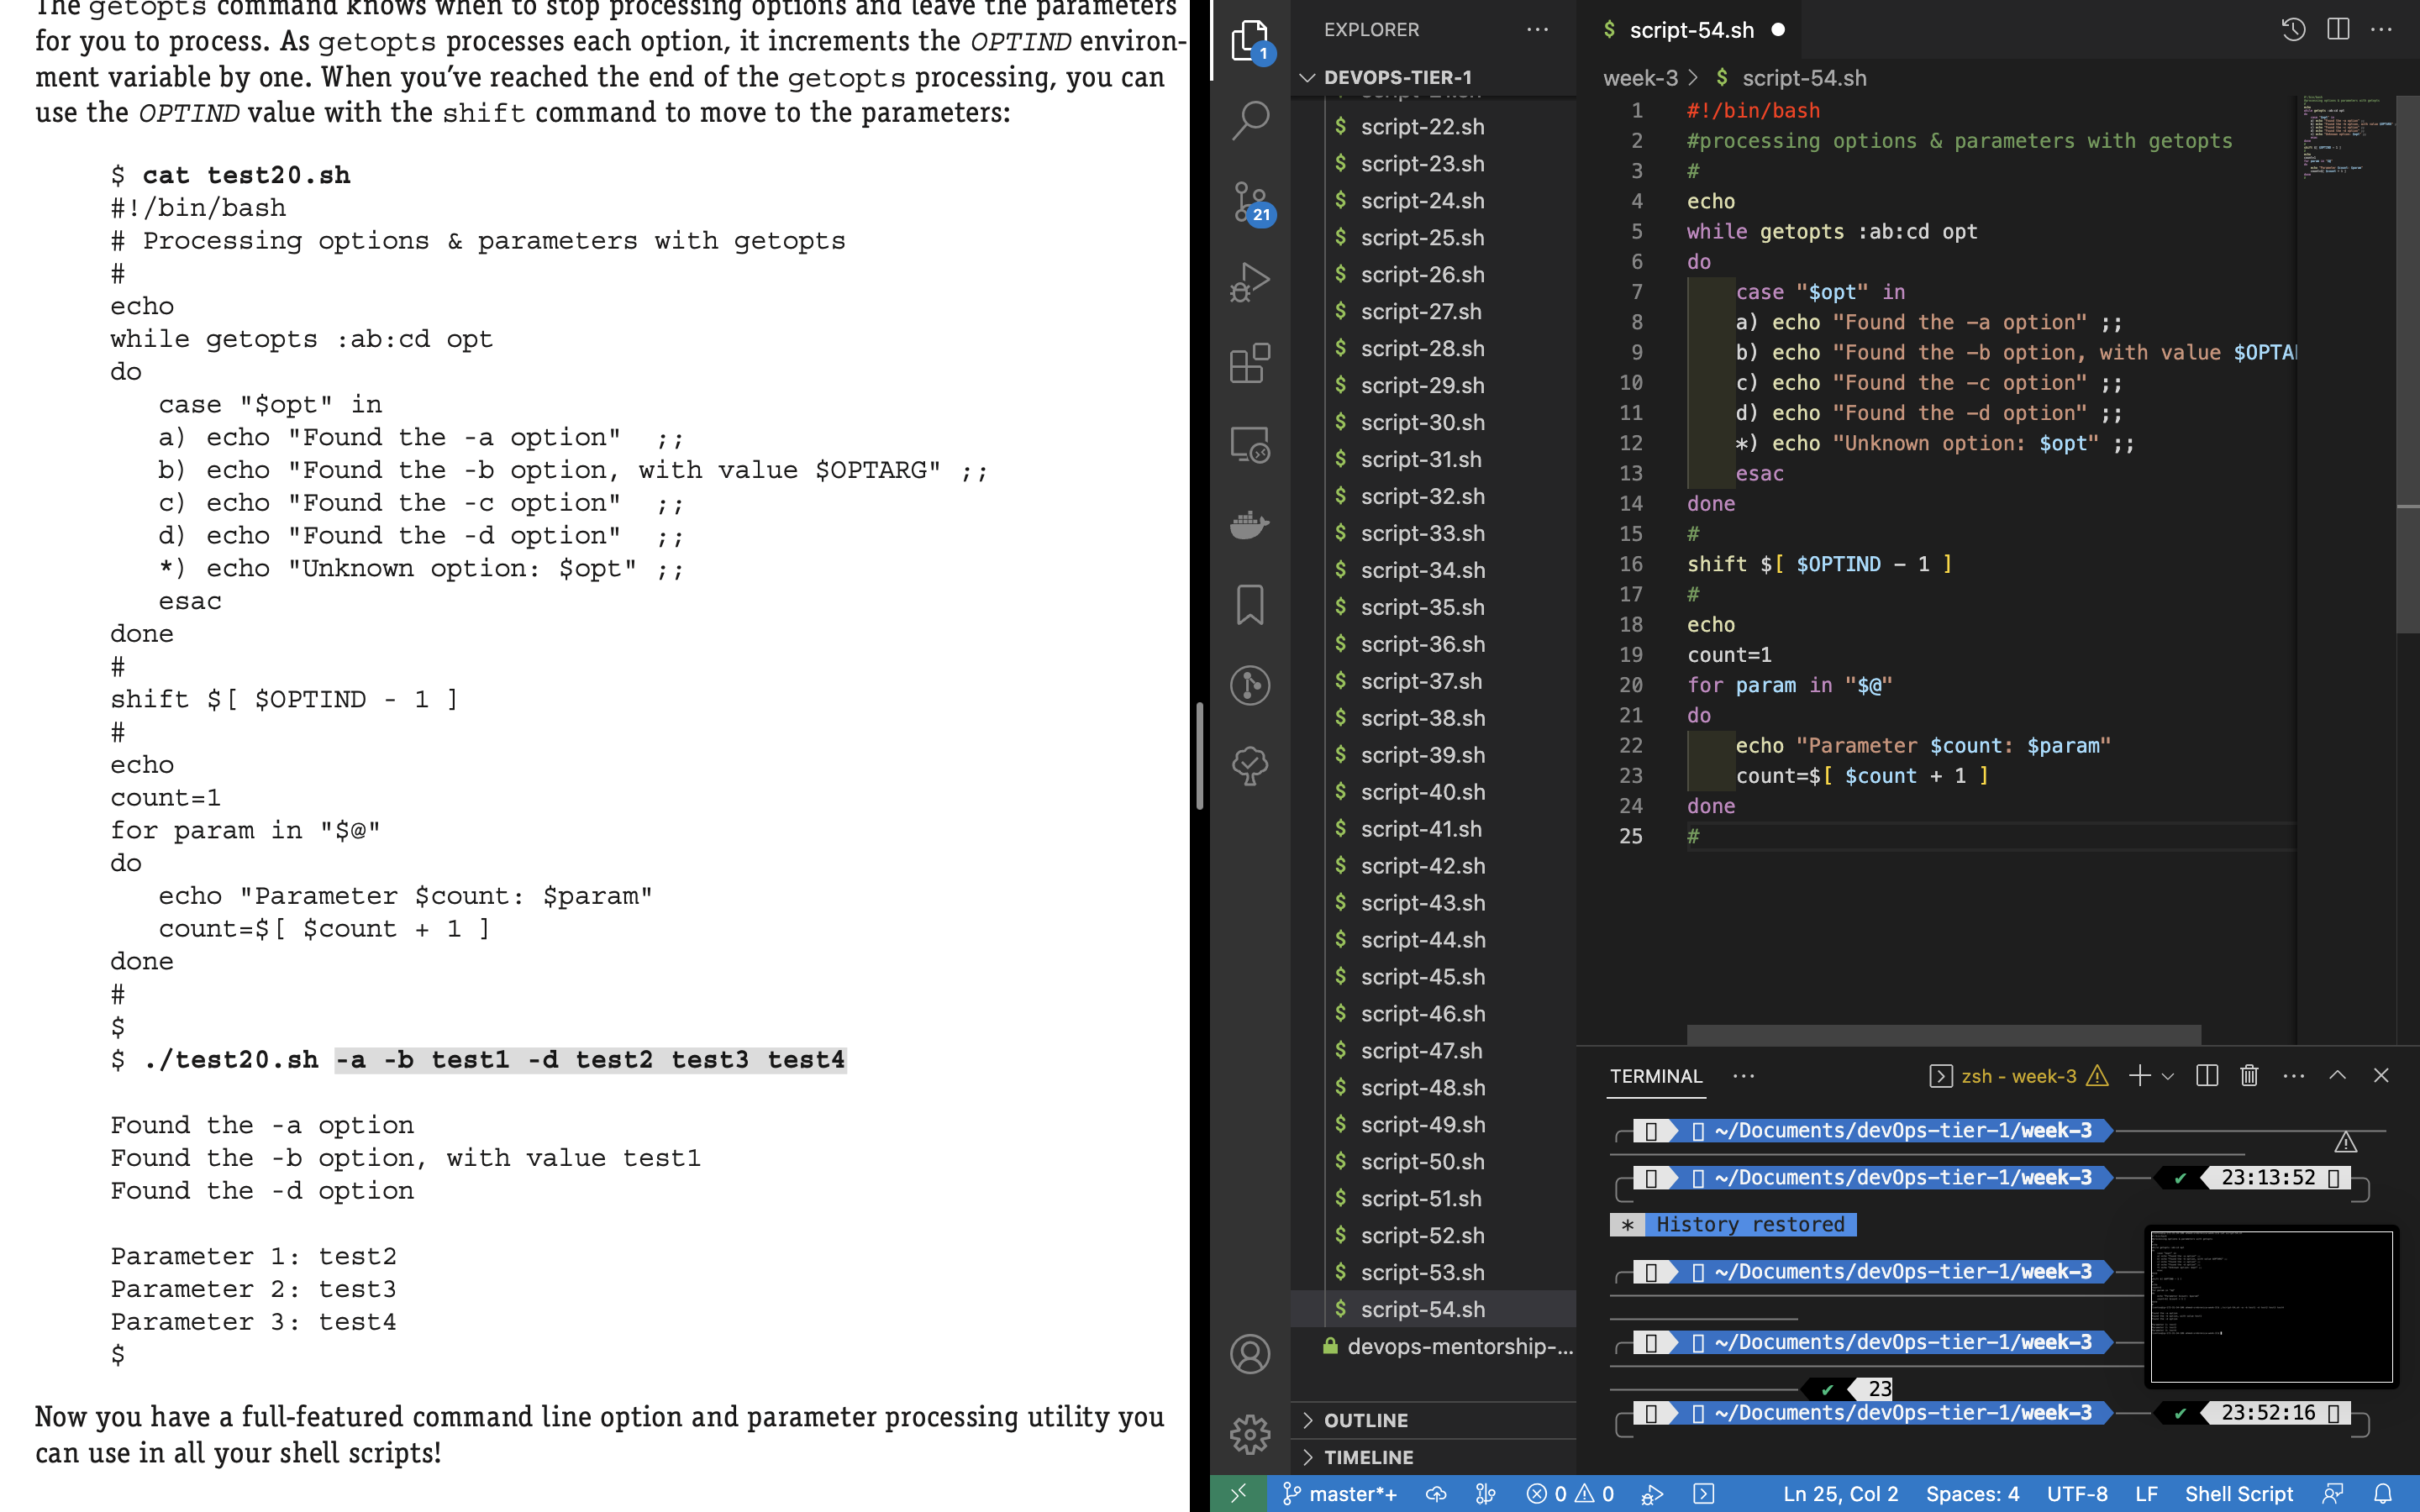 The getopts command knows when to stop processing options and leave the parameters
for you to process. As getopts processes each option, it increments the OPTIND environ-
ment variable by one. When you’ve reached the end of the getopts processing, you can
use the OPTIND value with the shift command to move to the parameters:
$ cat test20.sh
#!/bin/bash
# Processing options & parameters with getopts
#
echo
while getopts :ab:cd opt
do
case "$opt" in
a) echo "Found the -a option" ;;
b) echo "Found the -b option, with value $OPTARG" ;;
c) echo "Found the -c option" ;;
d) echo "Found the -d option" ;;
*) echo "Unknown option: $opt" ;;
esac
done
#
shift $[ $OPTIND - 1 ]
#
echo
count=1
for param in "$@"
do
echo "Parameter $count: $param"
count=$[ $count + 1 ]
done
#
$
$ ./test20.sh -a -b test1 -d test2 test3 test4
Found the -a option
Found the -b option, with value test1
Found the -d option
Parameter 1: test2
Parameter 2: test3
Parameter 3: test4
$
Now you have a full-featured command line option and parameter processing utility you
can use in all your shell scripts!
1
21
EXPLORER
DEVOPS-TIER-1
$ script-22.sh
$ script-23.sh
$ script-24.sh
$ script-25.sh
$ script-26.sh
$ script-27.sh
$ script-28.sh
$ script-29.sh
$ script-30.sh
$ script-31.sh
$ script-32.sh
$ script-33.sh
$ script-34.sh
$ script-35.sh
$ script-36.sh
$ script-37.sh
$ script-38.sh
$ script-39.sh
$ script-40.sh
$ script-41.sh
$ script-42.sh
$ script-43.sh
$ script-44.sh
$ script-45.sh
$ script-46.sh
$ script-47.sh
$ script-48.sh
$ script-49.sh
$ script-50.sh
$ script-51.sh
$ script-52.sh
$ script-53.sh
$ script-54.sh
devops-mentorship-...
OUTLINE
TIMELINE
$ script-54.sh
week-3 > $ script-54.sh
1 #!/bin/bash
2 #processing options & parameters with getopts
3 #
4 echo
5 while getopts :ab:cd opt
6 do
7 case "$opt" in
8 a) echo "Found the -a option" ;;
9 b) echo "Found the -b option, with value $OPTA
10 c) echo "Found the -c option" ;;
11 d) echo "Found the -d option" ;;
12 *) echo "Unknown option: $opt" ;;
13 esac
14 done
15 #
16 shift $[ $OPTIND - 1 ]
17 #
18 echo
19 count=1
20 for param in "$@"
21 do
22 echo "Parameter $count: $param"
23 count=$[ $count + 1 ]
24 done
25 #
TERMINAL
zsh - week-3
~/Documents/devOps-tier-1/week-3
~/Documents/devOps-tier-1/week-3 ✔ 23:13:52
* History restored
~/Documents/devOps-tier-1/week-3
~/Documents/devOps-tier-1/week-3
✔ 23
~/Documents/devOps-tier-1/week-3 ✔ 23:52:16
master*+ 0 0 Ln 25, Col 2 Spaces: 4 UTF-8 LF Shell Script